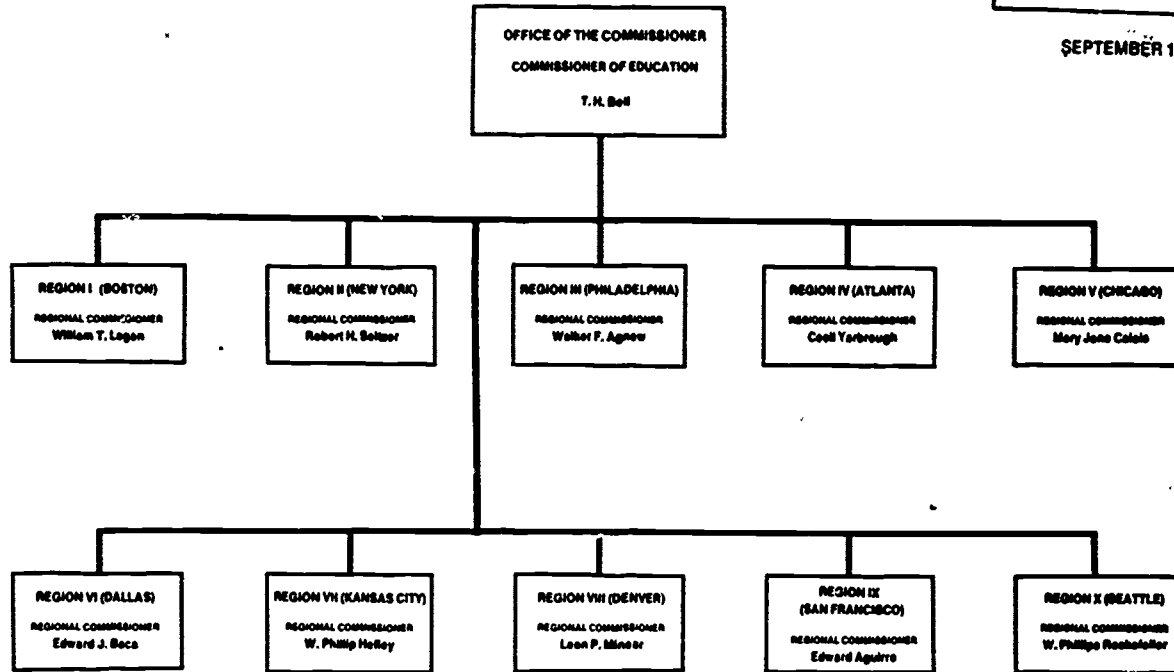 SEPTEMBER 1
OFFICE OF THE COMMISSIONER
COMMISSIONER OF EDUCATION
T.H. Bell
REGION I (BOSTON)
REGIONAL COMMISSIONER
William T. Logan
REGION II (NEW YORK)
REGIONAL COMMISSIONER
Robert H. Seltzer
REGION III (PHILADELPHIA)
REGIONAL COMMISSIONER
Walker F. Agnew
REGION IV (ATLANTA)
REGIONAL COMMISSIONER
Cecil Yarbrough
REGION V (CHICAGO)
REGIONAL COMMISSIONER
Mary Jane Calais
REGION VI (DALLAS)
REGIONAL COMMISSIONER
Edward J. Baca
REGION VII (KANSAS CITY)
REGIONAL COMMISSIONER
W. Phillip Hefley
REGION VIII (DENVER)
REGIONAL COMMISSIONER
Leon P. Minear
REGION IX
(SAN FRANCISCO)
REGIONAL COMMISSIONER
Edward Aguirre
REGION X (SEATTLE)
REGIONAL COMMISSIONER
W. Phillips Rockefeller